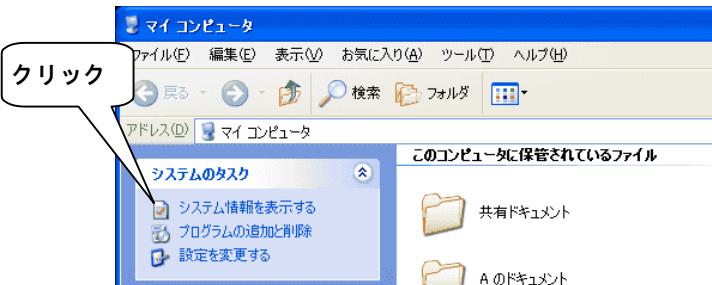 マイ コンピュータ
ファイル(F) 編集(E) 表示(V) お気に入り(A) ツール(T) ヘルプ(H)
クリック
戻る 検索 フォルダ
アドレス(D) マイ コンピュータ
このコンピュータに保管されているファイル
システムのタスク
システム情報を表示する
共有ドキュメント
プログラムの追加と削除
設定を変更する
A のドキュメント